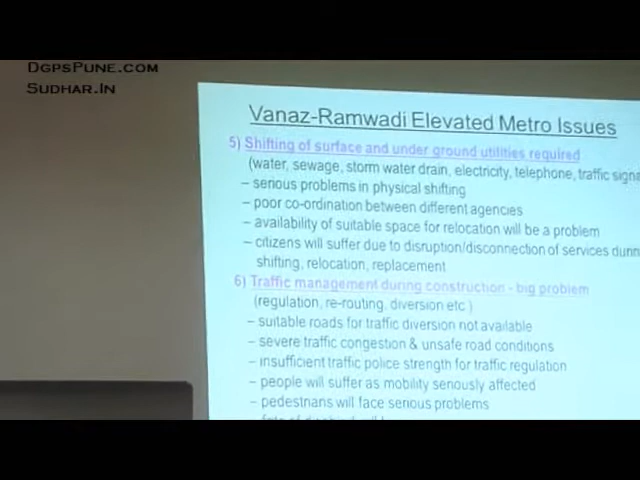 DgpsPune.com
Sudhar.In
Vanaz-Ramwadi Elevated Metro Issues
5) Shifting of surface and under ground utilities required
(water, sewage, storm water drain, electricity, telephone, traffic
– serious problems in physical shifting
– poor co-ordination between different agencies
– availability of suitable space for relocation will be a problem
– citizens will suffer due to disruption/disconnection of services
shifting, relocation, replacement
6) Traffic management during construction - big problem
(regulation, re-routing, diversion etc )
– suitable roads for traffic diversion not available
– severe traffic congestion & unsafe road conditions
– insufficient traffic police strength for traffic regulation
– people will suffer as mobility seriously affected
– pedestrians will face serious problems